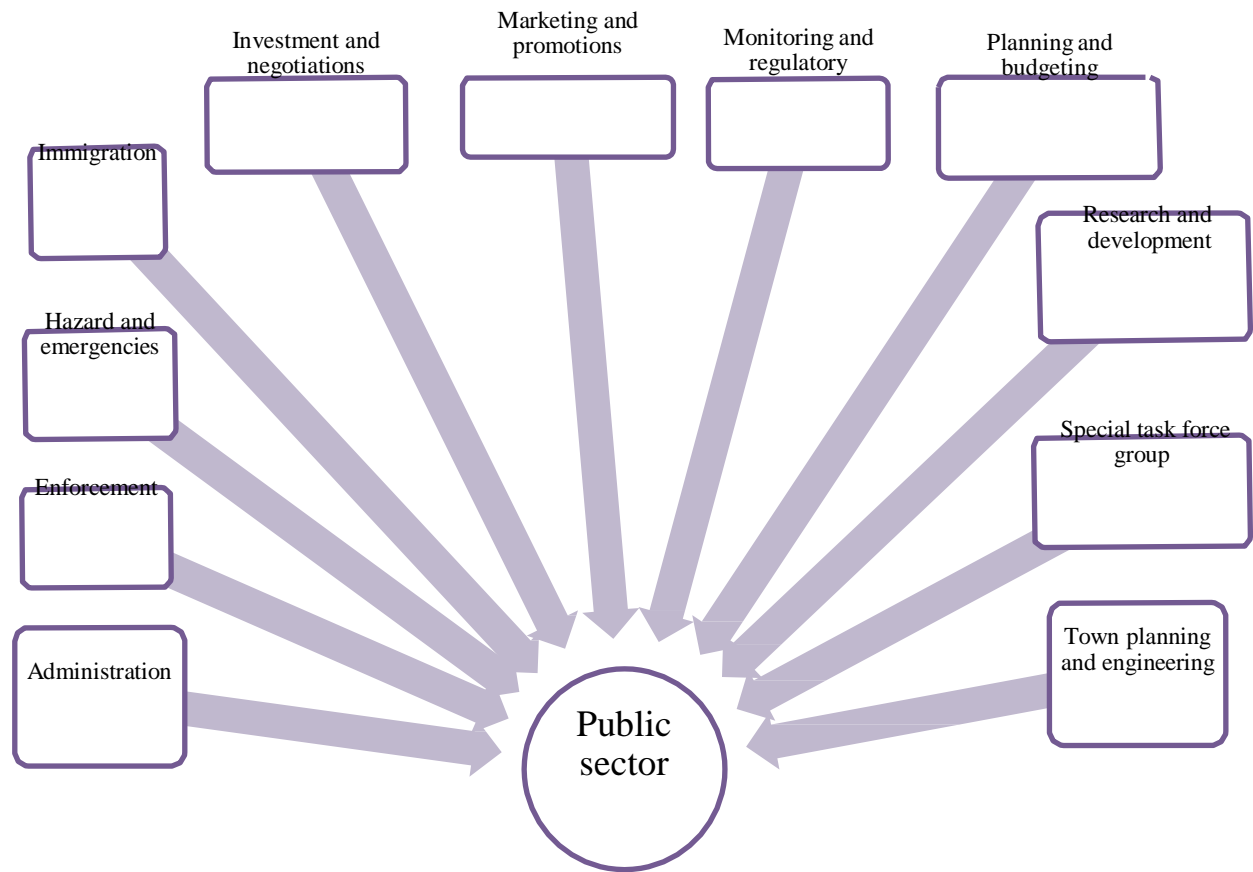 Marketing and
promotions
Investment and
negotiations
Monitoring and
regulatory
Planning and
budgeting
Immigration
Research and
development
Hazard and
emergencies
Special task force
group
Enforcement
Administration
Town planning
and engineering
Public
sector